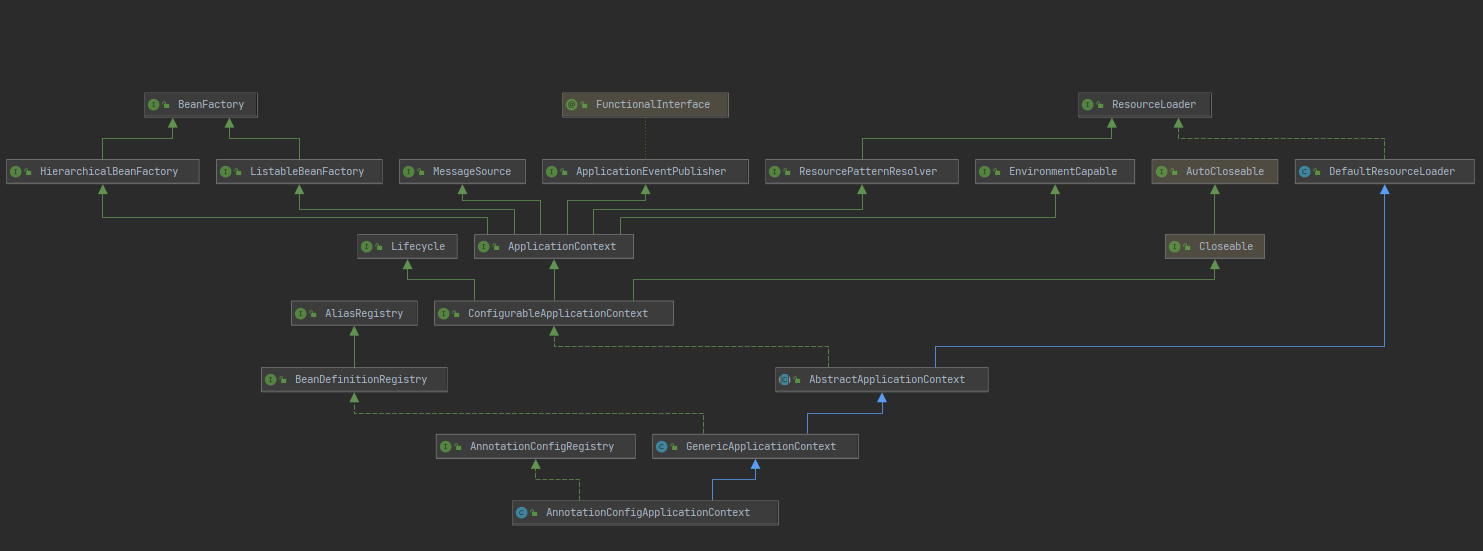 BeanFactory
FunctionalInterface
ResourceLoader
HierarchicalBeanFactory
ListableBeanFactory
MessageSource
ApplicationEventPublisher
ResourcePatternResolver
EnvironmentCapable
AutoCloseable
DefaultResourceLoader
Lifecycle
ApplicationContext
Closeable
AliasRegistry
ConfigurableApplicationContext
BeanDefinitionRegistry
AbstractApplicationContext
AnnotationConfigRegistry
GenericApplicationContext
AnnotationConfigApplicationContext